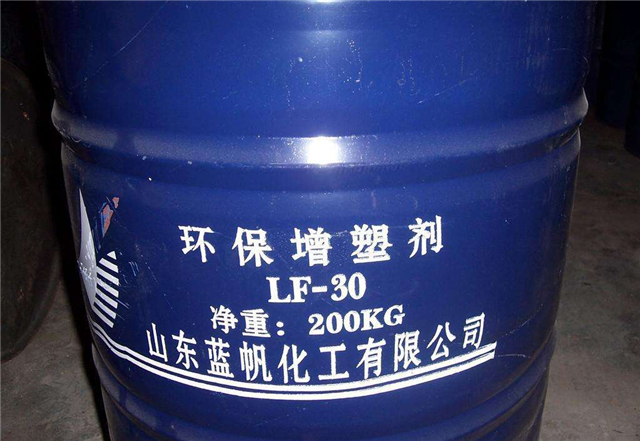 环保增塑剂
LF-30
净重：200KG
山东蓝帆化工有限公司